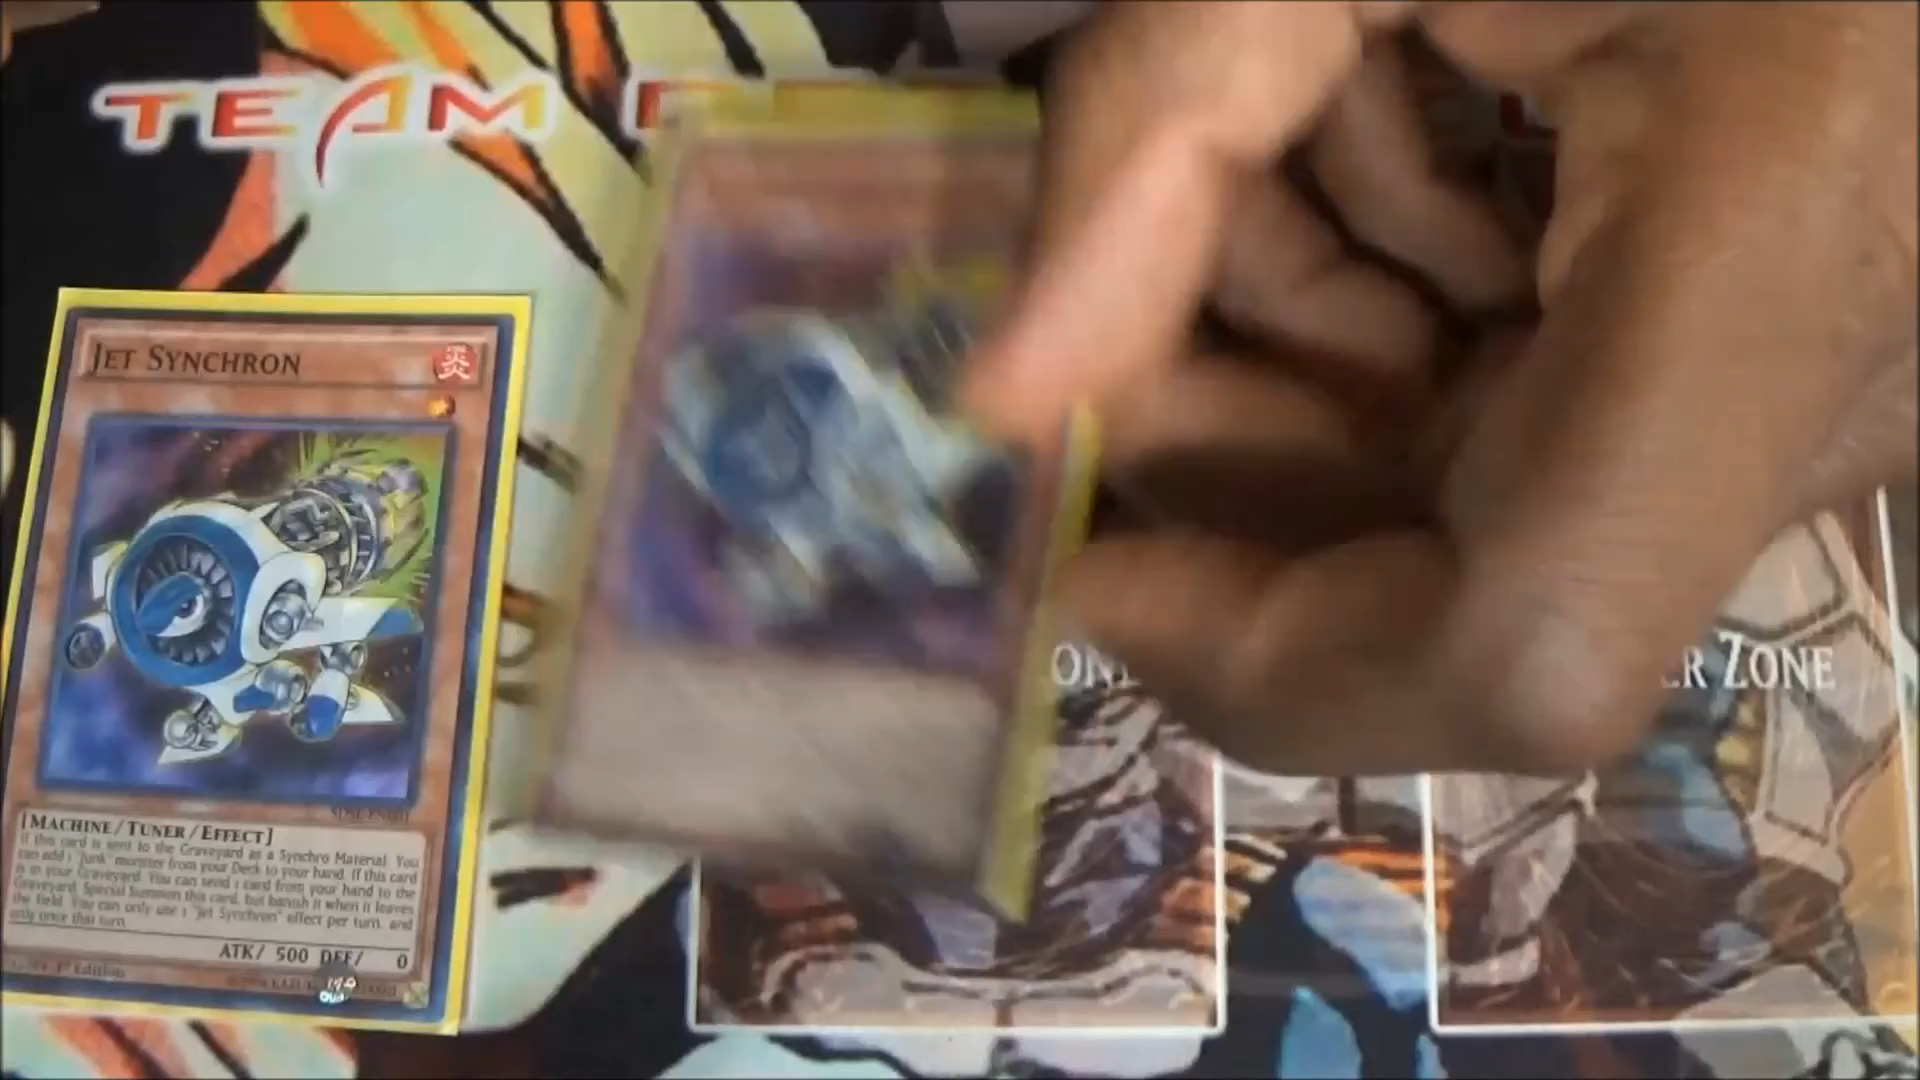 TEAM
JET SYNCHRON
炎
[MACHINE/TUNER/EFFECT]
If this card is sent to the Graveyard as a Synchro Material: You
can add 1 "Junk" monster from your Deck to your hand. If this card
is in your Graveyard: You can send 1 card from your hand to the
Graveyard; Special Summon this card, but banish it when it leaves
the field. You can only use 1 "Jet Synchron" effect per turn, and
only once that turn.
ATK/ 500 DEF/ 0
1st Edition
ER ZONE